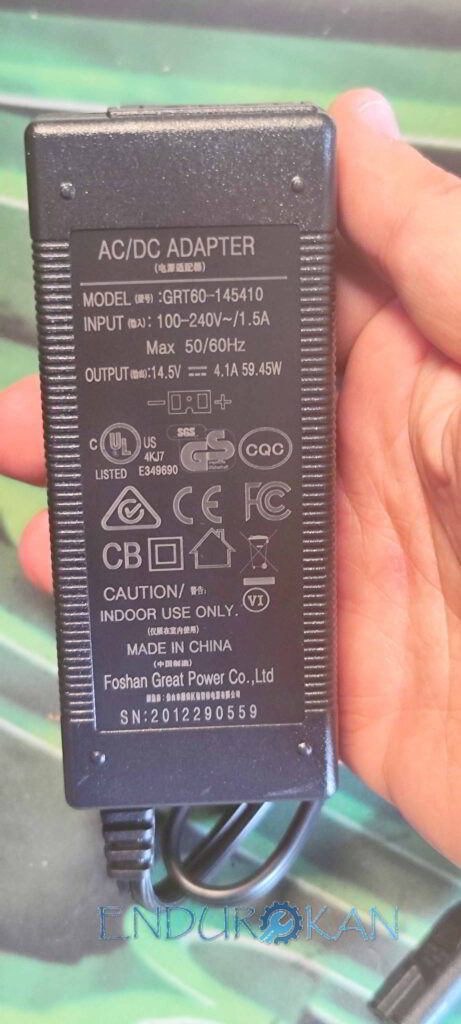 AC/DC ADAPTER
(电源适配器)
MODEL (型号) :GRT60-145410
INPUT (输入) : 100-240V~/1.5A
Max 50/60Hz
OUTPUT (输出) :14.5V 4.1A 59.45W
- +
C UL US
LISTED 4KJ7 E349690
SGS
GS
CQC
CE FC
CB
CAUTION/ 警告:
INDOOR USE ONLY. VI
(仅限在室内使用)
MADE IN CHINA
(中国制造)
Foshan Great Power Co.,Ltd
SN:2012290559
ENDUROKAN